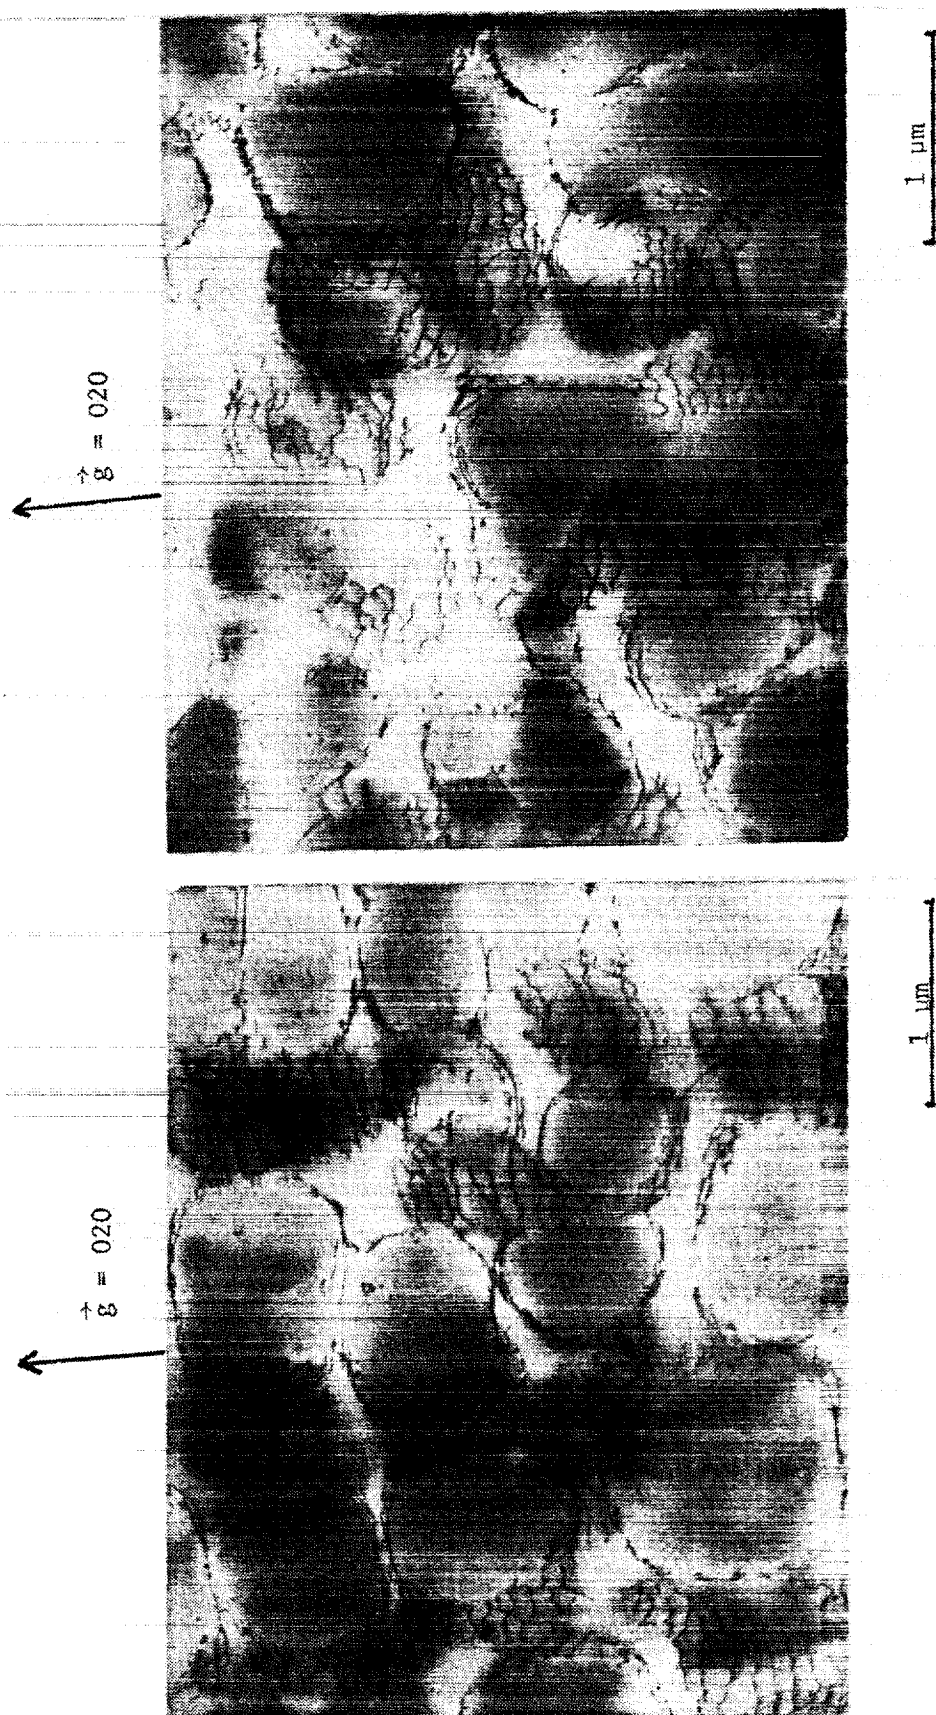 →
g = 020
1 µm
→
g = 020
1 µm